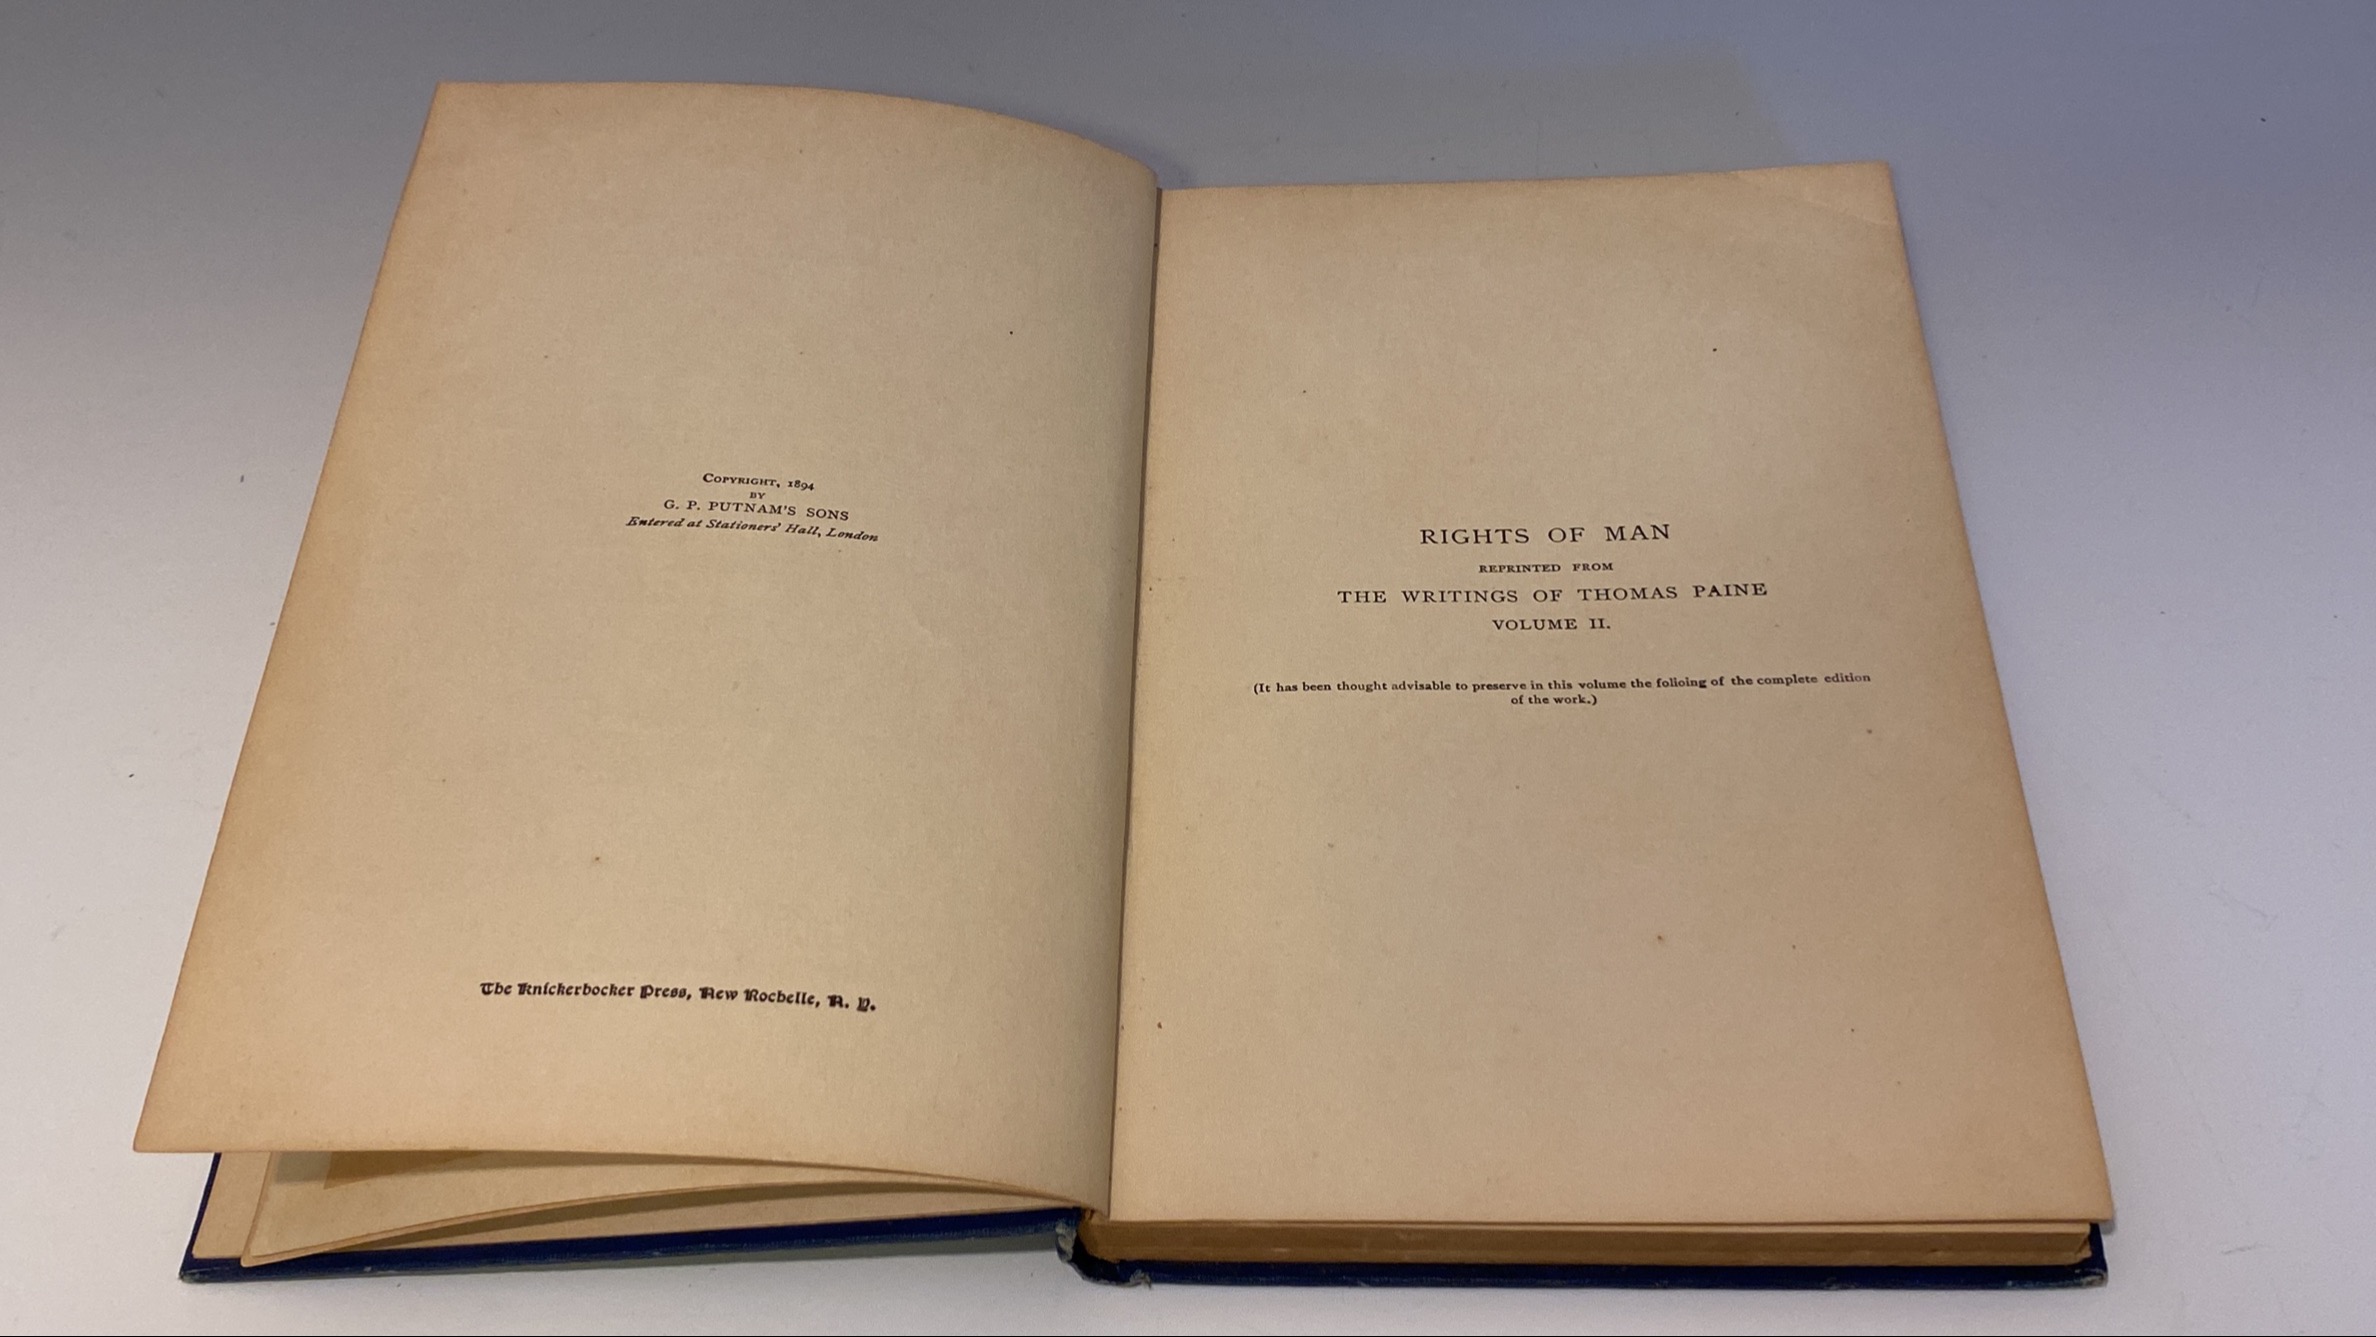 COPYRIGHT, 1894
BY
G. P. PUTNAM'S SONS
Entered at Stationers' Hall, London
The Knickerbocker Press, New Rochelle, N. Y.
RIGHTS OF MAN
REPRINTED FROM
THE WRITINGS OF THOMAS PAINE
VOLUME II.
(It has been thought advisable to preserve in this volume the folioing of the complete edition
of the work.)